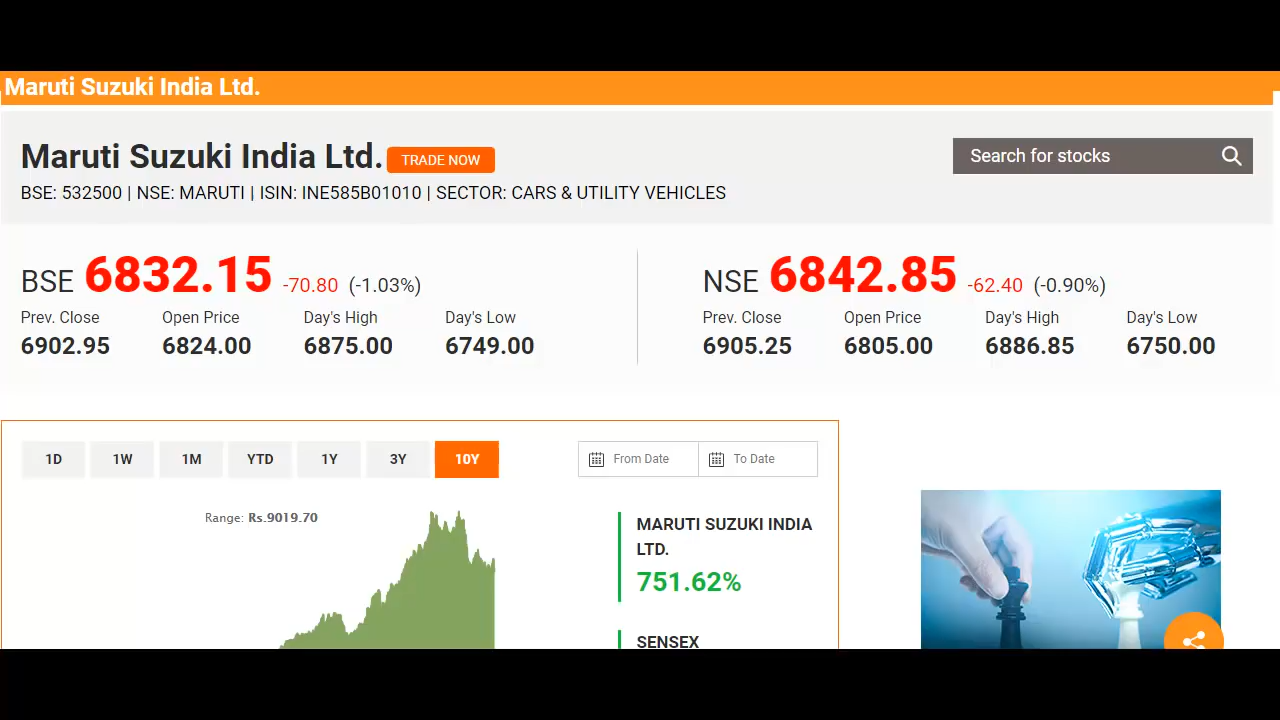 Maruti Suzuki India Ltd.
Maruti Suzuki India Ltd. TRADE NOW
Search for stocks
BSE: 532500 | NSE: MARUTI | ISIN: INE585B01010 | SECTOR: CARS & UTILITY VEHICLES
BSE 6832.15 -70.80 (-1.03%)
Prev. Close Open Price Day's High Day's Low
6902.95 6824.00 6875.00 6749.00
NSE 6842.85 -62.40 (-0.90%)
Prev. Close Open Price Day's High Day's Low
6905.25 6805.00 6886.85 6750.00
1D 1W 1M YTD 1Y 3Y 10Y
From Date To Date
Range: Rs.9019.70
MARUTI SUZUKI INDIA
LTD.
751.62%
SENSEX